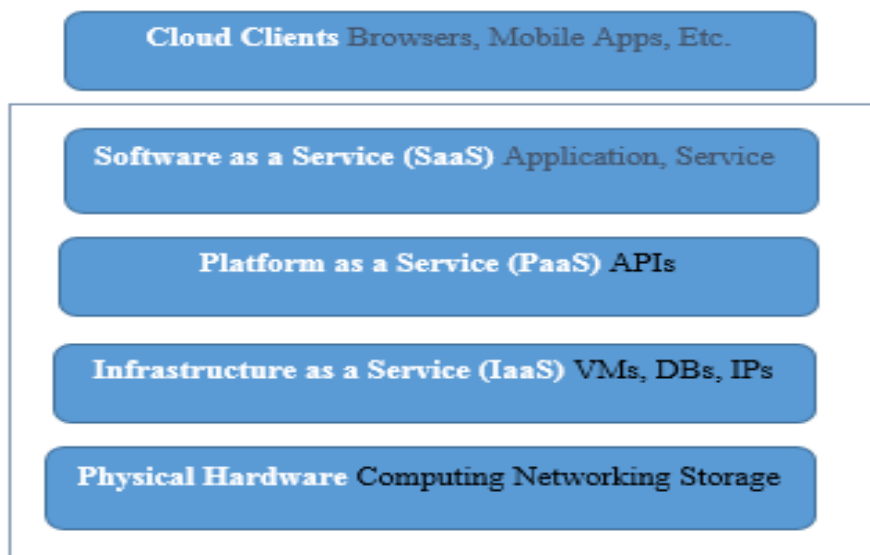 Cloud Clients Browsers, Mobile Apps, Etc.
Software as a Service (SaaS) Application, Service
Platform as a Service (PaaS) APIs
Infrastructure as a Service (IaaS) VMs, DBs, IPs
Physical Hardware Computing Networking Storage